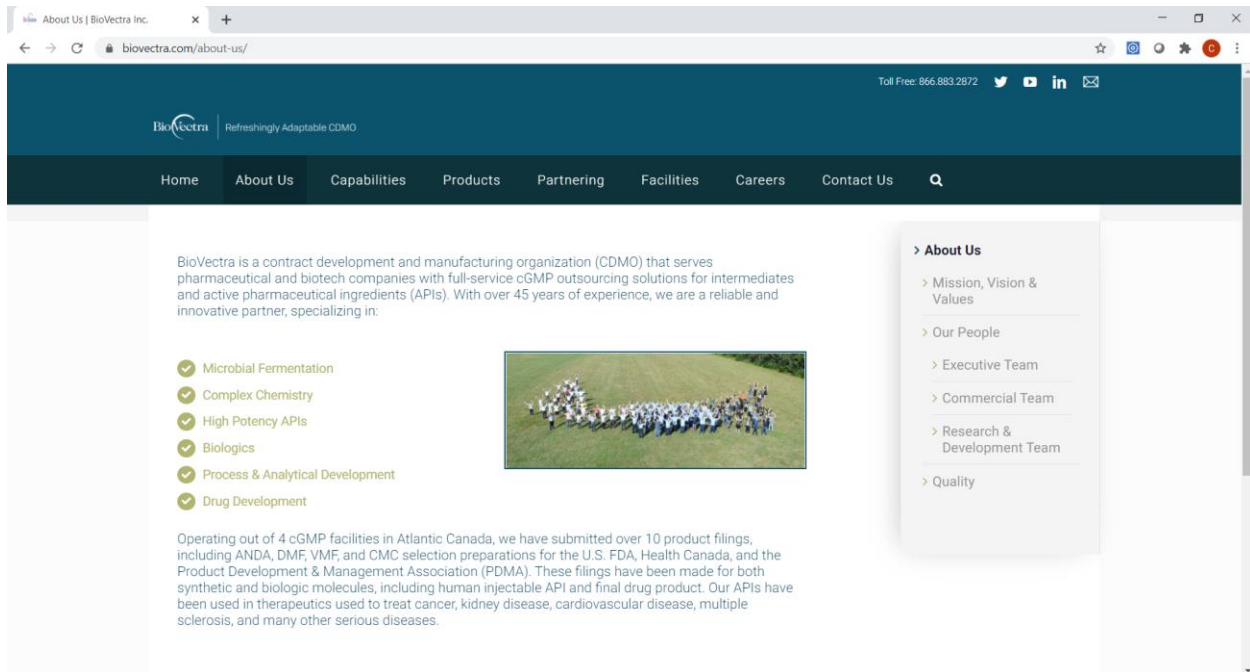 About Us | BioVectra Inc.
biovectra.com/about-us/
C
Toll Free: 866.883.2872
in
BioVectra
Refreshingly Adaptable CDMO
Home About Us Capabilities Products Partnering Facilities Careers Contact Us
BioVectra is a contract development and manufacturing organization (CDMO) that serves
pharmaceutical and biotech companies with full-service cGMP outsourcing solutions for intermediates
and active pharmaceutical ingredients (APIs). With over 45 years of experience, we are a reliable and
innovative partner, specializing in:
Microbial Fermentation
Complex Chemistry
High Potency APIs
Biologics
Process & Analytical Development
Drug Development
Operating out of 4 cGMP facilities in Atlantic Canada, we have submitted over 10 product filings,
including ANDA, DMF, VMF, and CMC selection preparations for the U.S. FDA, Health Canada, and the
Product Development & Management Association (PDMA). These filings have been made for both
synthetic and biologic molecules, including human injectable API and final drug product. Our APIs have
been used in therapeutics used to treat cancer, kidney disease, cardiovascular disease, multiple
sclerosis, and many other serious diseases.
About Us
Mission, Vision &
Values
Our People
Executive Team
Commercial Team
Research &
Development Team
Quality